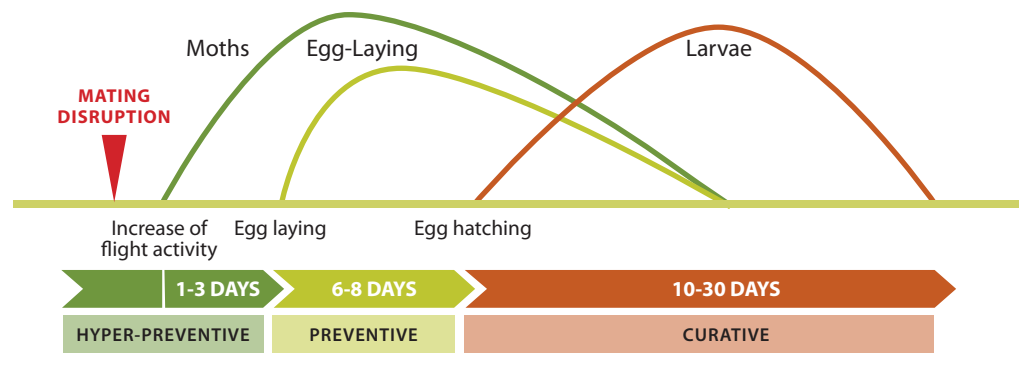 Moths
Egg-Laying
Larvae
MATING
DISRUPTION
Increase of
flight activity
Egg laying
Egg hatching
1-3 DAYS
6-8 DAYS
10-30 DAYS
HYPER-PREVENTIVE
PREVENTIVE
CURATIVE